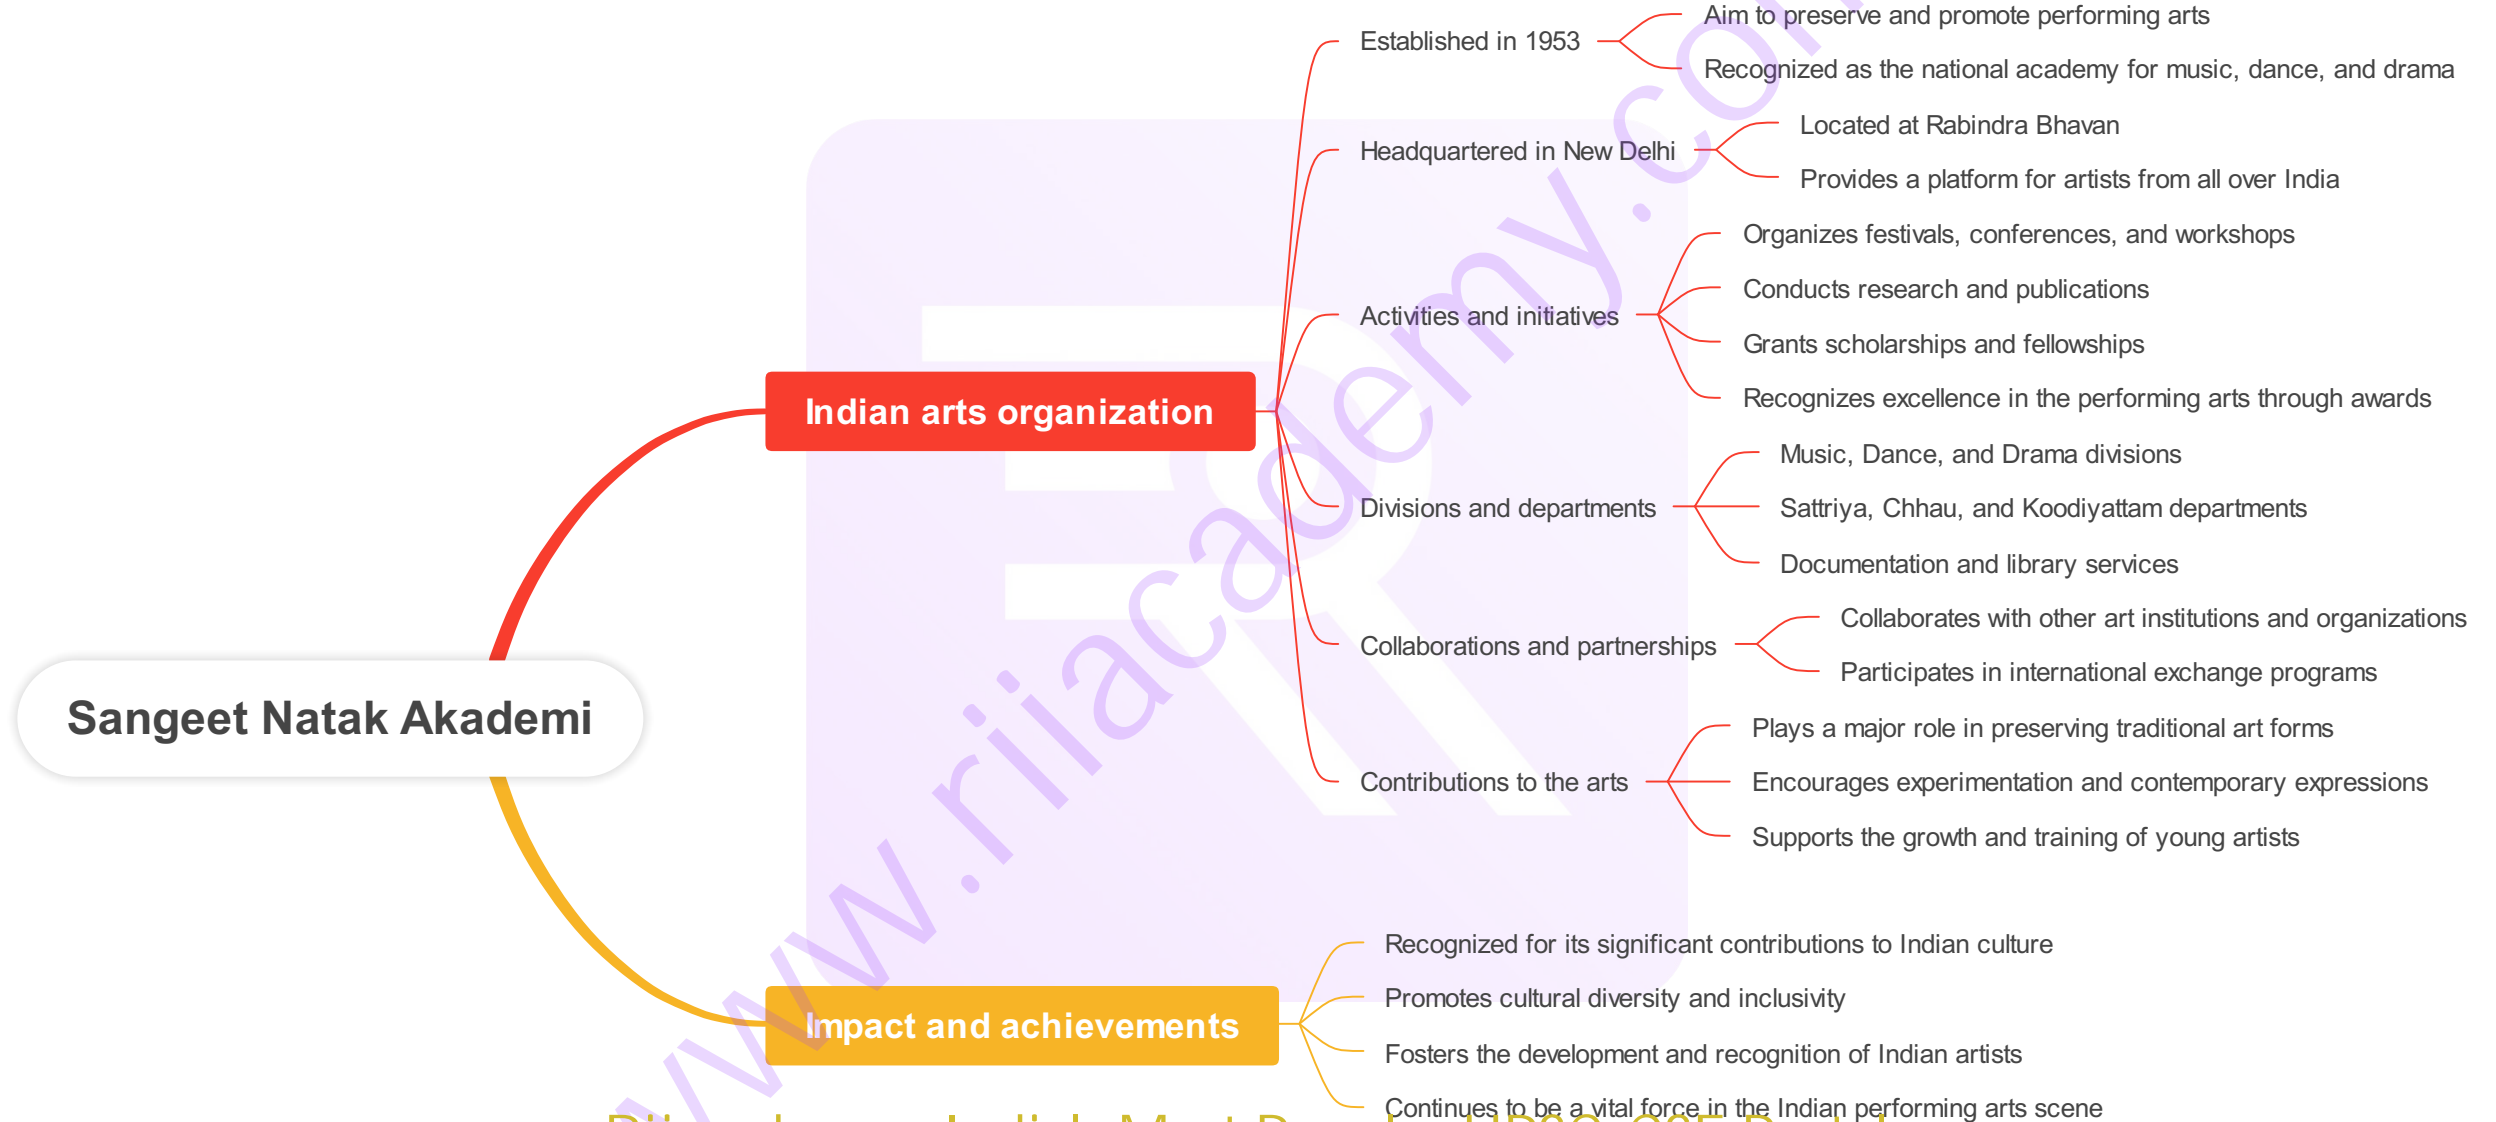 Sangeet Natak Akademi
Indian arts organization
Established in 1953
Aim to preserve and promote performing arts
Recognized as the national academy for music, dance, and drama
Headquartered in New Delhi
Located at Rabindra Bhavan
Provides a platform for artists from all over India
Activities and initiatives
Organizes festivals, conferences, and workshops
Conducts research and publications
Grants scholarships and fellowships
Recognizes excellence in the performing arts through awards
Divisions and departments
Music, Dance, and Drama divisions
Sattriya, Chhau, and Koodiyattam departments
Documentation and library services
Collaborations and partnerships
Collaborates with other art institutions and organizations
Participates in international exchange programs
Contributions to the arts
Plays a major role in preserving traditional art forms
Encourages experimentation and contemporary expressions
Supports the growth and training of young artists
Impact and achievements
Recognized for its significant contributions to Indian culture
Promotes cultural diversity and inclusivity
Fosters the development and recognition of Indian artists
Continues to be a vital force in the Indian performing arts scene